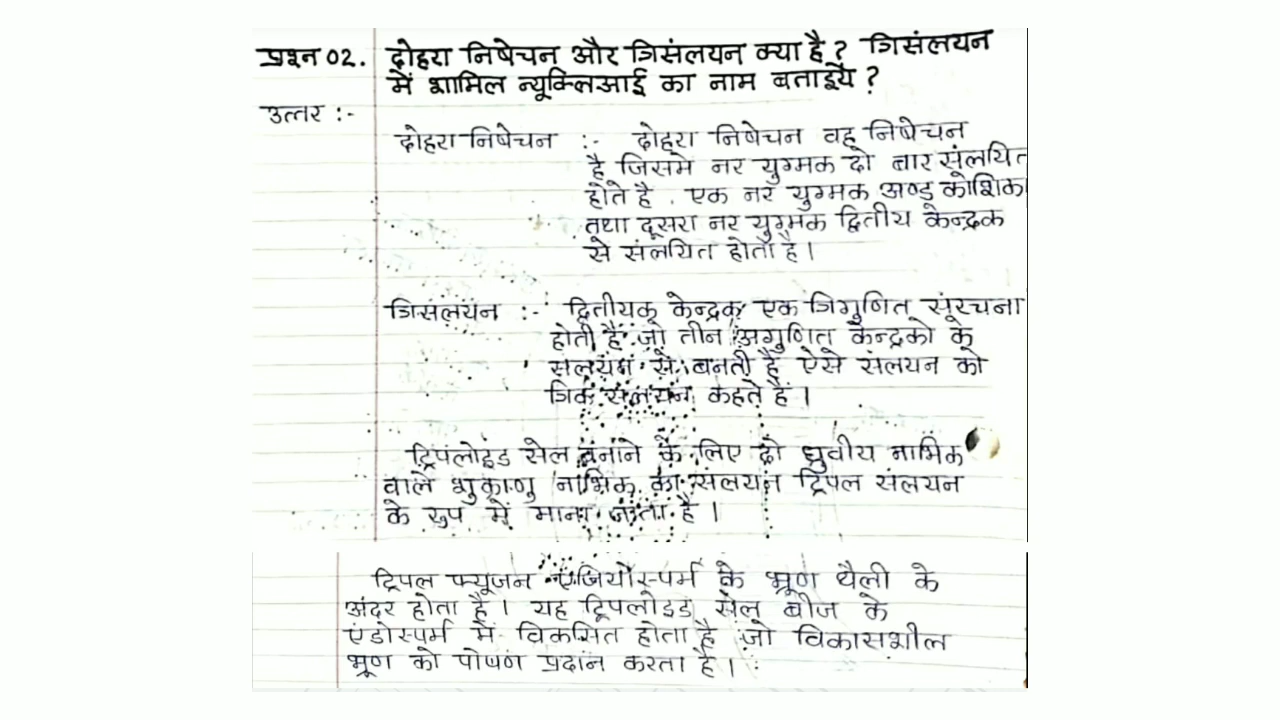 प्रश्न 02. दोहरा निषेचन और त्रिसंलयन क्या है? त्रिसंलयन
में शामिल न्यूक्लिआई का नाम बताइयै?
उत्तर :-
दोहरा निषेचन :- दोहरा निषेचन वह निषेचन
है जिसमे नर युग्मक दो बार संलयित
होते है. एक नर युग्मक अण्ड कोशिका
तथा दूसरा नर युग्मक द्वितीय केन्द्रक
से संलयित होता है।
त्रिसंलयन :- द्वितीयक केन्द्रक एक त्रिगुणित संरचना
होती है जो तीन अगुणित केन्द्रको के
संलयन से बनती है ऐसे संलयन को
त्रिक संलयन कहते है।
ट्रिपलोइड सेल बनाने के लिए दो ध्रुवीय नाभिक
वाले शुक्राणु नाभिक का संलयन ट्रिपल संलयन
के रुप में माना जाता है।
ट्रिपल फ्यूजन एंजियोस्पर्म के भ्रूण थैली के
अंदर होता है। यह ट्रिपलोइड सेल बीज के
एंडोस्पर्म में विकसित होता है जो विकासशील
भ्रूण को पोषण प्रदान करता है।